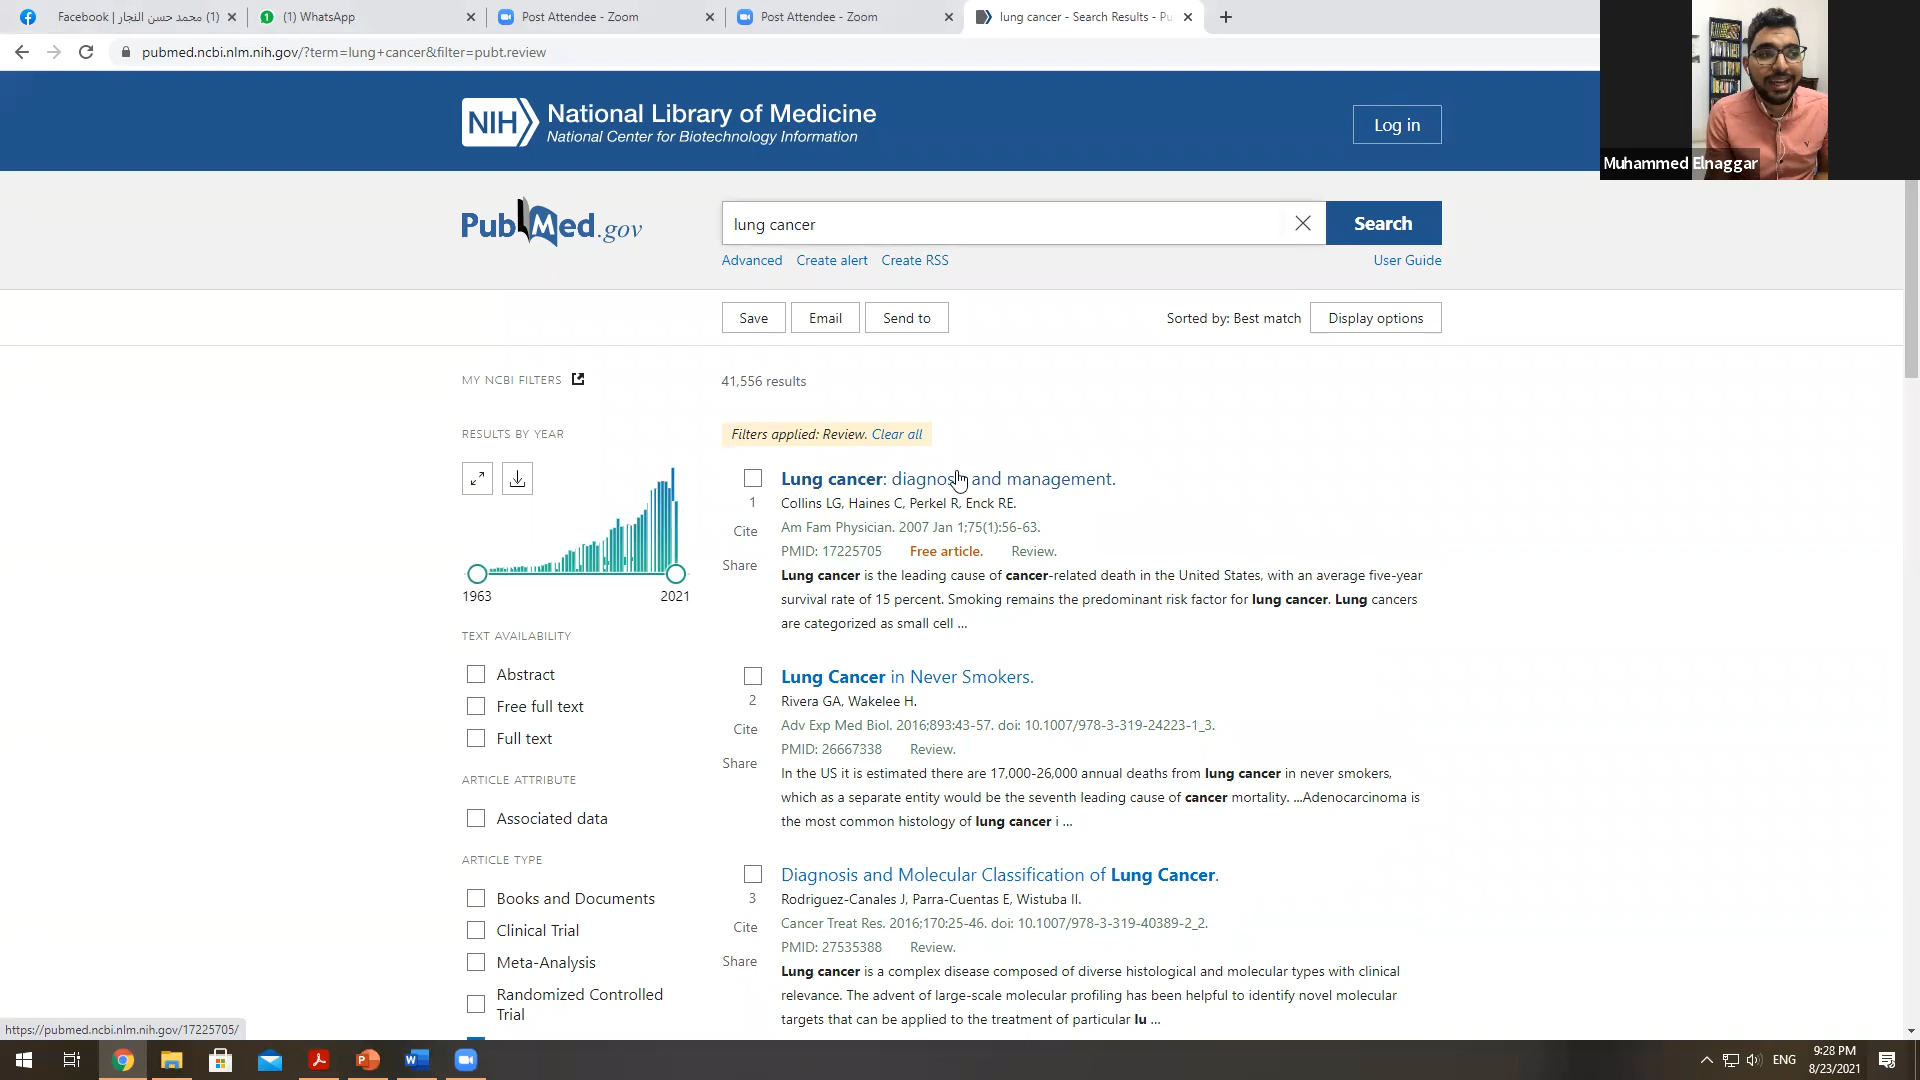 (1) محمد حسن النجار | Facebook
(1) WhatsApp
Post Attendee - Zoom
Post Attendee - Zoom
lung cancer - Search Results - Pu
pubmed.ncbi.nlm.nih.gov/?term=lung+cancer&filter=pubt.review
NIH National Library of Medicine
National Center for Biotechnology Information
Log in
Muhammed Elnaggar
PubMed.gov
lung cancer
Search
Advanced Create alert Create RSS
User Guide
Save Email Send to
Sorted by: Best match Display options
MY NCBI FILTERS
41,556 results
RESULTS BY YEAR
Filters applied: Review. Clear all
1963 2021
Lung cancer: diagnosis and management.
1
Collins LG, Haines C, Perkel R, Enck RE.
Cite
Am Fam Physician. 2007 Jan 1;75(1):56-63.
PMID: 17225705 Free article. Review.
Share
Lung cancer is the leading cause of cancer-related death in the United States, with an average five-year
survival rate of 15 percent. Smoking remains the predominant risk factor for lung cancer. Lung cancers
are categorized as small cell ...
TEXT AVAILABILITY
Abstract
Free full text
Full text
Lung Cancer in Never Smokers.
2
Rivera GA, Wakelee H.
Cite
Adv Exp Med Biol. 2016;893:43-57. doi: 10.1007/978-3-319-24223-1_3.
PMID: 26667338 Review.
Share
In the US it is estimated there are 17,000-26,000 annual deaths from lung cancer in never smokers,
which as a separate entity would be the seventh leading cause of cancer mortality. ...Adenocarcinoma is
the most common histology of lung cancer i ...
ARTICLE ATTRIBUTE
Associated data
ARTICLE TYPE
Books and Documents
Clinical Trial
Meta-Analysis
Randomized Controlled
Trial
Diagnosis and Molecular Classification of Lung Cancer.
3
Rodriguez-Canales J, Parra-Cuentas E, Wistuba II.
Cite
Cancer Treat Res. 2016;170:25-46. doi: 10.1007/978-3-319-40389-2_2.
PMID: 27535388 Review.
Share
Lung cancer is a complex disease composed of diverse histological and molecular types with clinical
relevance. The advent of large-scale molecular profiling has been helpful to identify novel molecular
targets that can be applied to the treatment of particular lu ...
https://pubmed.ncbi.nlm.nih.gov/17225705/
ENG
9:28 PM
8/23/2021